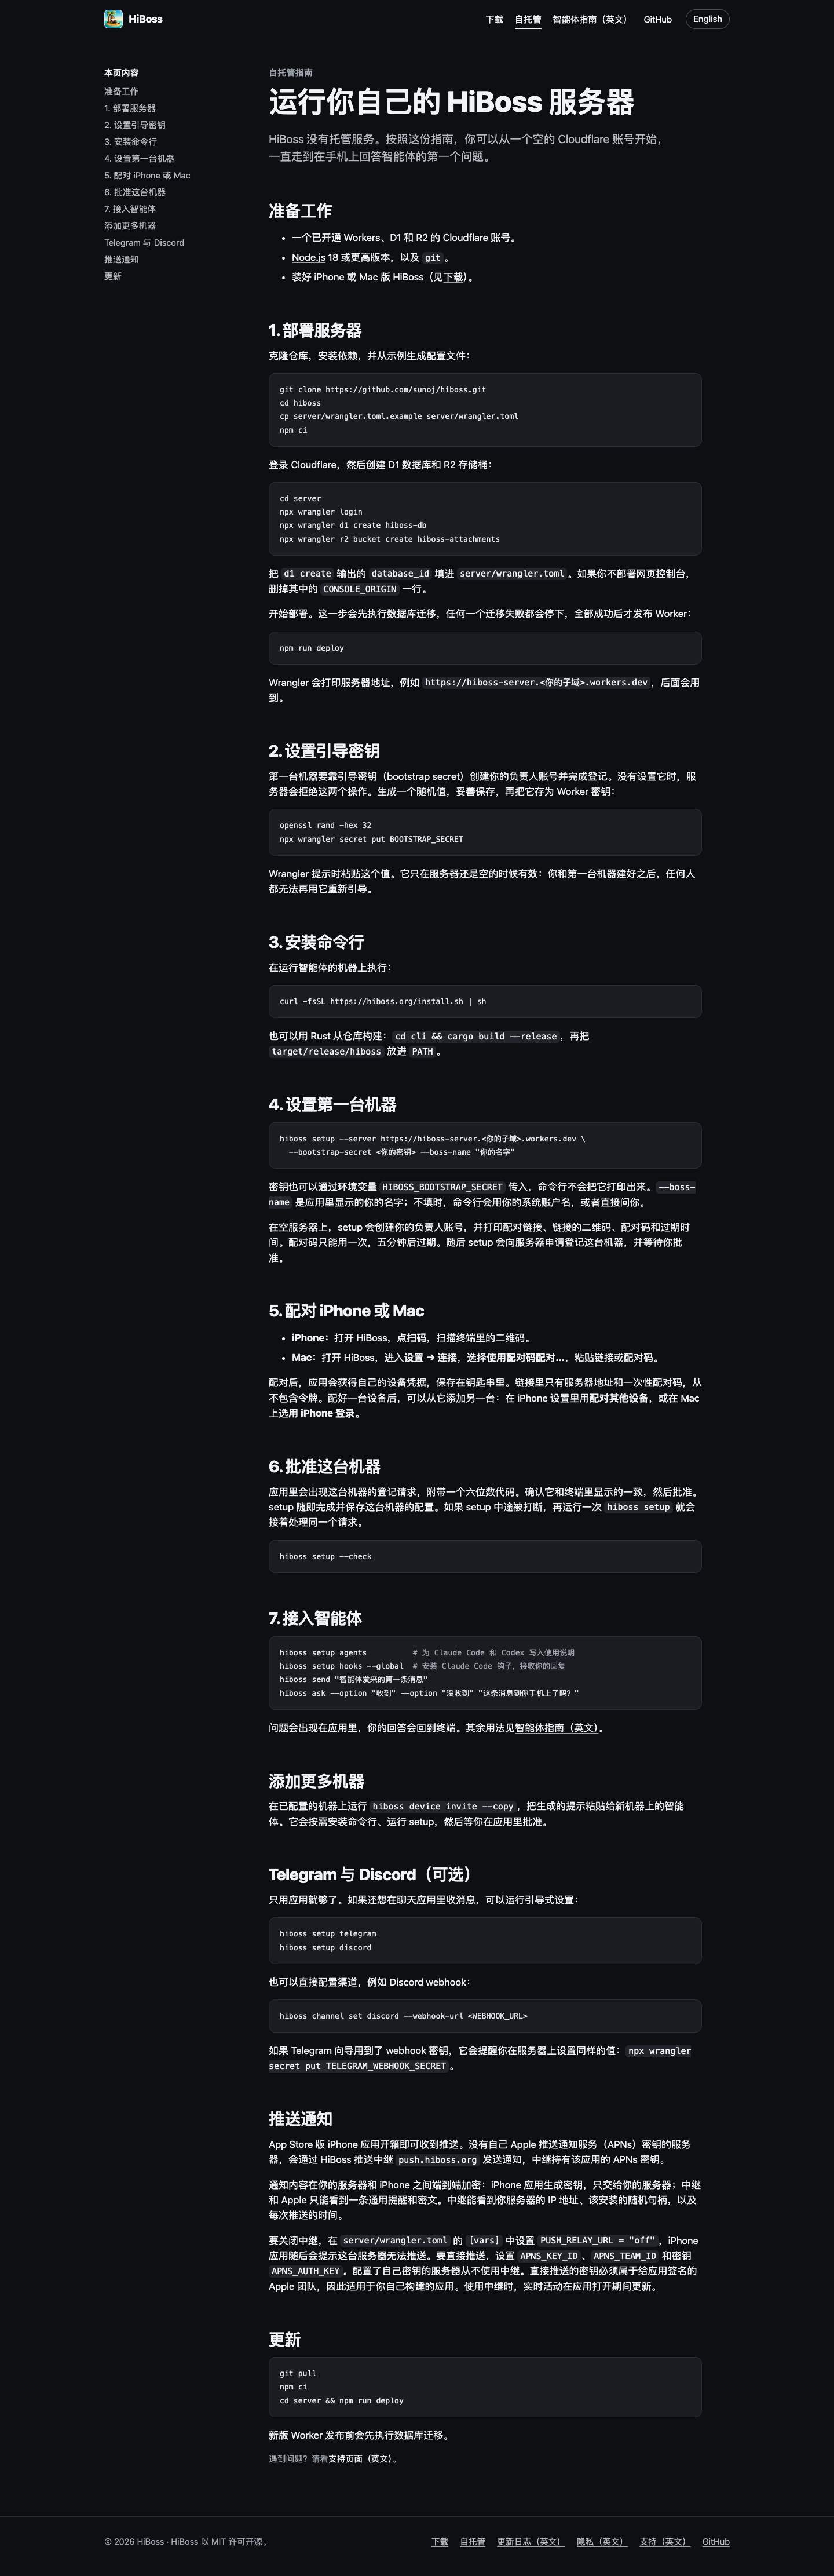 HiBoss
下载 自托管 智能体指南（英文） GitHub English
本页内容
准备工作
1. 部署服务器
2. 设置引导密钥
3. 安装命令行
4. 设置第一台机器
5. 配对 iPhone 或 Mac
6. 批准这台机器
7. 接入智能体
添加更多机器
Telegram 与 Discord
推送通知
更新
自托管指南
运行你自己的 HiBoss 服务器
HiBoss 没有托管服务。按照这份指南，你可以从一个空的 Cloudflare 账号开始，
一直走到在手机上回答智能体的第一个问题。
准备工作
• 一个已开通 Workers、D1 和 R2 的 Cloudflare 账号。
• Node.js 18 或更高版本，以及 git。
• 装好 iPhone 或 Mac 版 HiBoss（见下载）。
1. 部署服务器
克隆仓库，安装依赖，并从示例生成配置文件：
git clone https://github.com/sunoj/hiboss.git
cd hiboss
cp server/wrangler.toml.example server/wrangler.toml
npm ci
登录 Cloudflare，然后创建 D1 数据库和 R2 存储桶：
cd server
npx wrangler login
npx wrangler d1 create hiboss-db
npx wrangler r2 bucket create hiboss-attachments
把 d1 create 输出的 database_id 填进 server/wrangler.toml。如果你不部署网页控制台，
删掉其中的 CONSOLE_ORIGIN 一行。
开始部署。这一步会先执行数据库迁移，任何一个迁移失败都会停下，全部成功后才发布 Worker：
npm run deploy
Wrangler 会打印服务器地址，例如 https://hiboss-server.<你的子域>.workers.dev，后面会用
到。
2. 设置引导密钥
第一台机器要靠引导密钥（bootstrap secret）创建你的负责人账号并完成登记。没有设置它时，服
务器会拒绝这两个操作。生成一个随机值，妥善保存，再把它存为 Worker 密钥：
openssl rand -hex 32
npx wrangler secret put BOOTSTRAP_SECRET
Wrangler 提示时粘贴这个值。它只在服务器还是空的时候有效：你和第一台机器建好之后，任何人
都无法再用它重新引导。
3. 安装命令行
在运行智能体的机器上执行：
curl -fsSL https://hiboss.org/install.sh | sh
也可以用 Rust 从仓库构建：cd cli && cargo build --release，再把
target/release/hiboss 放进 PATH。
4. 设置第一台机器
hiboss setup --server https://hiboss-server.<你的子域>.workers.dev \
--bootstrap-secret <你的密钥> --boss-name "你的名字"
密钥也可以通过环境变量 HIBOSS_BOOTSTRAP_SECRET 传入，命令行不会把它打印出来。--boss-
name 是应用里显示的你的名字；不填时，命令行会用你的系统账户名，或者直接问你。
在空服务器上，setup 会创建你的负责人账号，并打印配对链接、链接的二维码、配对码和过期时
间。配对码只能用一次，五分钟后过期。随后 setup 会向服务器申请登记这台机器，并等待你批
准。
5. 配对 iPhone 或 Mac
• iPhone：打开 HiBoss，点扫码，扫描终端里的二维码。
• Mac：打开 HiBoss，进入设置 → 连接，选择使用配对码配对…，粘贴链接或配对码。
配对后，应用会获得自己的设备凭据，保存在钥匙串里。链接里只有服务器地址和一次性配对码，从
不包含令牌。配好一台设备后，可以从它添加另一台：在 iPhone 设置里用配对其他设备，或在 Mac
上选用 iPhone 登录。
6. 批准这台机器
应用里会出现这台机器的登记请求，附带一个六位数代码。确认它和终端里显示的一致，然后批准。
setup 随即完成并保存这台机器的配置。如果 setup 中途被打断，再运行一次 hiboss setup 就会
接着处理同一个请求。
hiboss setup --check
7. 接入智能体
hiboss setup agents # 为 Claude Code 和 Codex 写入使用说明
hiboss setup hooks --global # 安装 Claude Code 钩子，接收你的回复
hiboss send "智能体发来的第一条消息"
hiboss ask --option "收到" --option "没收到" "这条消息到你手机上了吗？"
问题会出现在应用里，你的回答会回到终端。其余用法见智能体指南（英文）。
添加更多机器
在已配置的机器上运行 hiboss device invite --copy，把生成的提示粘贴给新机器上的智能
体。它会按需安装命令行、运行 setup，然后等你在应用里批准。
Telegram 与 Discord（可选）
只用应用就够了。如果还想在聊天应用里收消息，可以运行引导式设置：
hiboss setup telegram
hiboss setup discord
也可以直接配置渠道，例如 Discord webhook：
hiboss channel set discord --webhook-url <WEBHOOK_URL>
如果 Telegram 向导用到了 webhook 密钥，它会提醒你在服务器上设置同样的值：npx wrangler
secret put TELEGRAM_WEBHOOK_SECRET。
推送通知
App Store 版 iPhone 应用开箱即可收到推送。没有自己 Apple 推送通知服务（APNs）密钥的服务
器，会通过 HiBoss 推送中继 push.hiboss.org 发送通知，中继持有该应用的 APNs 密钥。
通知内容在你的服务器和 iPhone 之间端到端加密：iPhone 应用生成密钥，只交给你的服务器；中继
和 Apple 只能看到一条通用提醒和密文。中继能看到你服务器的 IP 地址、该安装的随机句柄，以及
每次推送的时间。
要关闭中继，在 server/wrangler.toml 的 [vars] 中设置 PUSH_RELAY_URL = "off"，iPhone
应用随后会提示这台服务器无法推送。要直接推送，设置 APNS_KEY_ID、APNS_TEAM_ID 和密钥
APNS_AUTH_KEY。配置了自己密钥的服务器从不使用中继。直接推送的密钥必须属于给应用签名的
Apple 团队，因此适用于你自己构建的应用。使用中继时，实时活动在应用打开期间更新。
更新
git pull
npm ci
cd server && npm run deploy
新版 Worker 发布前会先执行数据库迁移。
遇到问题？请看支持页面（英文）。
© 2026 HiBoss · HiBoss 以 MIT 许可开源。
下载 自托管 更新日志（英文） 隐私（英文） 支持（英文） GitHub